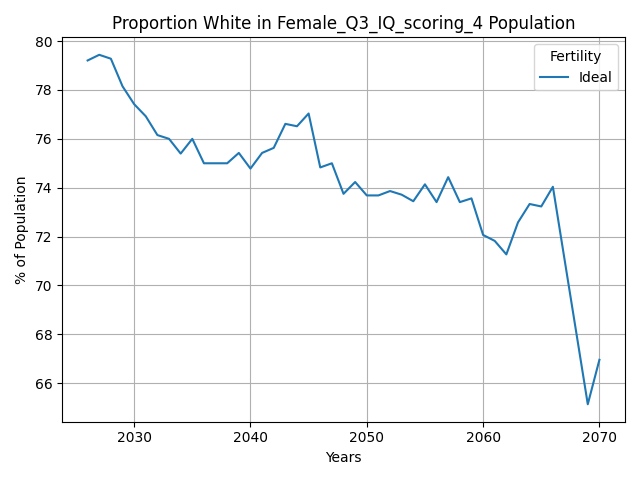 Proportion White in Female_Q3_IQ_scoring_4 Population
% of Population
80
78
76
74
72
70
68
66
Fertility
Ideal
2030
2040
2050
2060
2070
Years